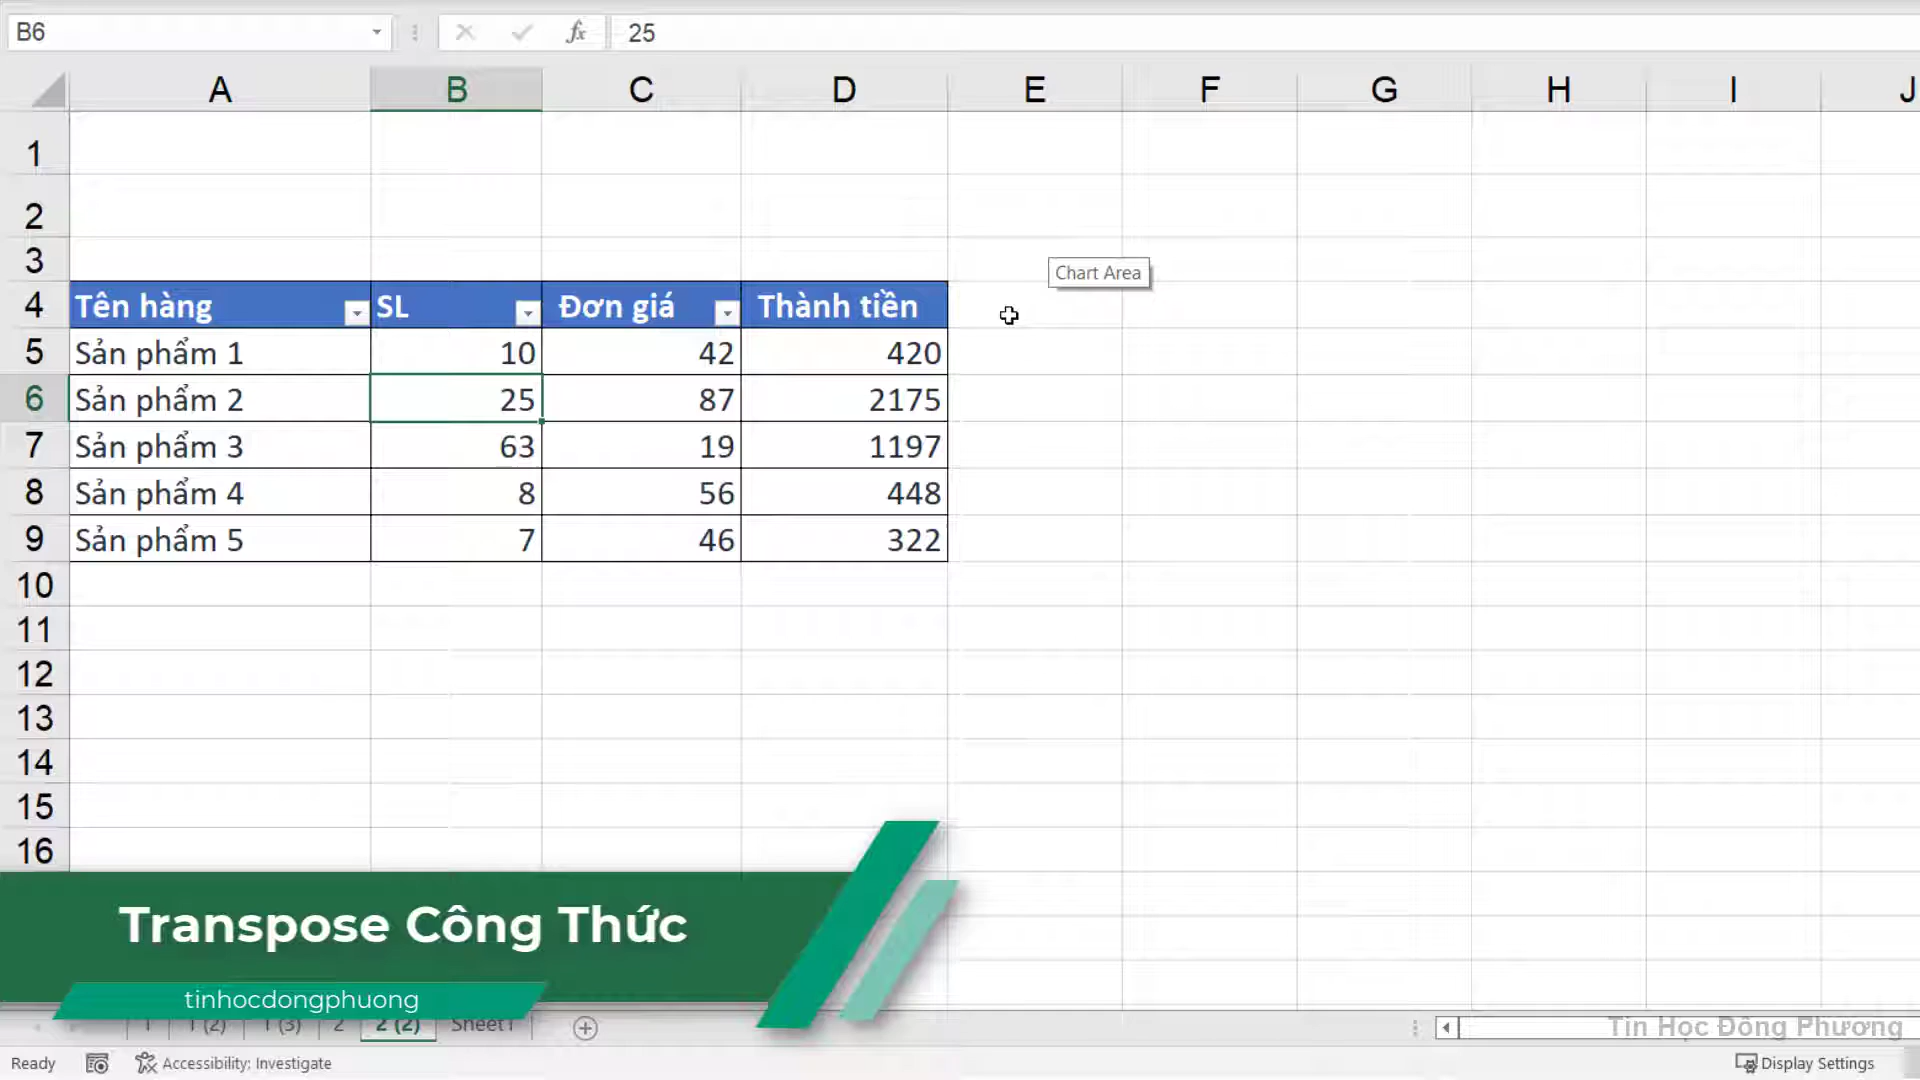 B6
fx
25
A B C D E F G H I J
1
2
3
Chart Area
4 Tên hàng SL Đơn giá Thành tiền
5 Sản phẩm 1 10 42 420
6 Sản phẩm 2 25 87 2175
7 Sản phẩm 3 63 19 1197
8 Sản phẩm 4 8 56 448
9 Sản phẩm 5 7 46 322
10
11
12
13
14
15
16
Transpose Công Thức
tinhocdongphuong
1 1 (2) 1 (3) 2 2 (2) Sheet1
Tin Học Đông Phương
Ready Accessibility: Investigate Display Settings